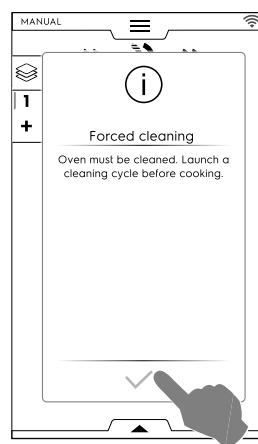 MANUAL
1
+
i
Forced cleaning
Oven must be cleaned. Launch a
cleaning cycle before cooking.